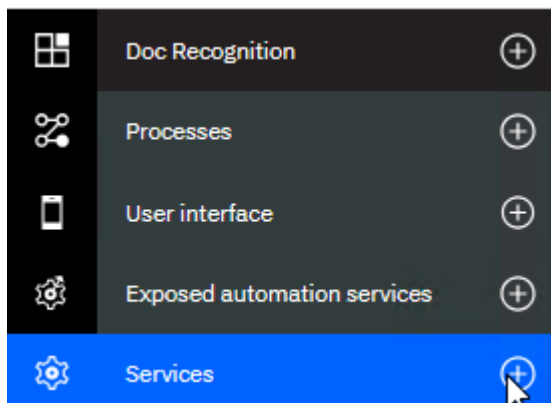 Doc Recognition
Processes
User interface
Exposed automation services
Services